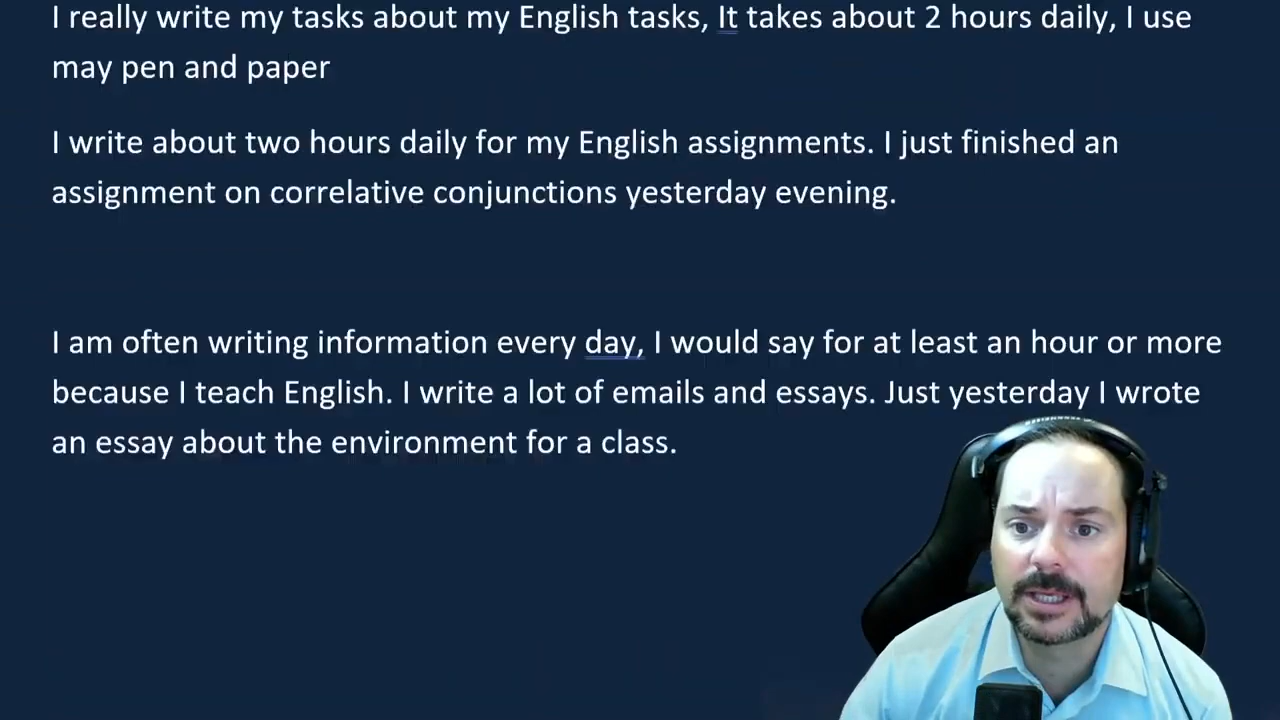 I really write my tasks about my English tasks, It takes about 2 hours daily, I use
may pen and paper
I write about two hours daily for my English assignments. I just finished an
assignment on correlative conjunctions yesterday evening.
I am often writing information every day, I would say for at least an hour or more
because I teach English. I write a lot of emails and essays. Just yesterday I wrote
an essay about the environment for a class.